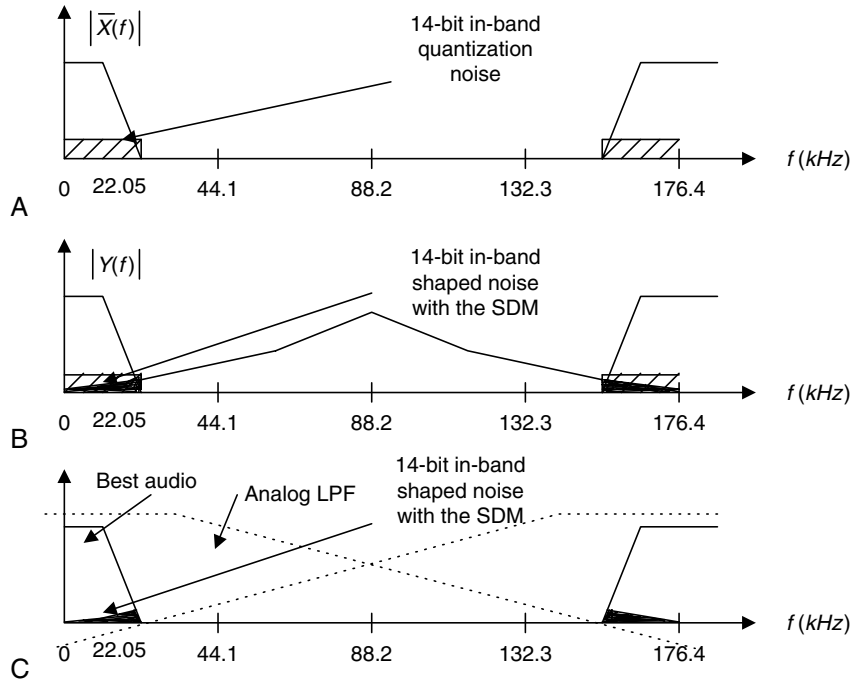 |X̅(f)|
14-bit in-band
quantization
noise
f (kHz)
0 22.05 44.1 88.2 132.3 176.4
A
|Y(f)|
14-bit in-band
shaped noise
with the SDM
f (kHz)
0 22.05 44.1 88.2 132.3 176.4
B
Best audio
Analog LPF
14-bit in-band
shaped noise
with the SDM
f (kHz)
0 22.05 44.1 88.2 132.3 176.4
C